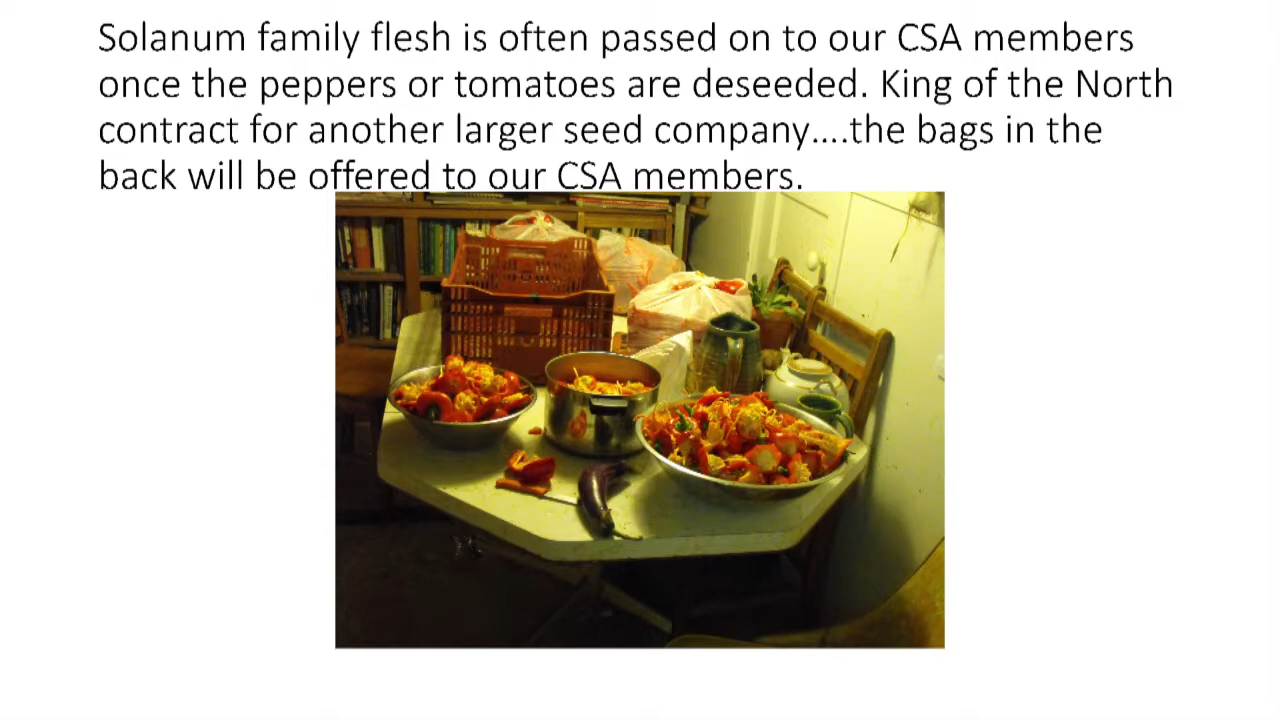 Solanum family flesh is often passed on to our CSA members
once the peppers or tomatoes are deseeded. King of the North
contract for another larger seed company....the bags in the
back will be offered to our CSA members.